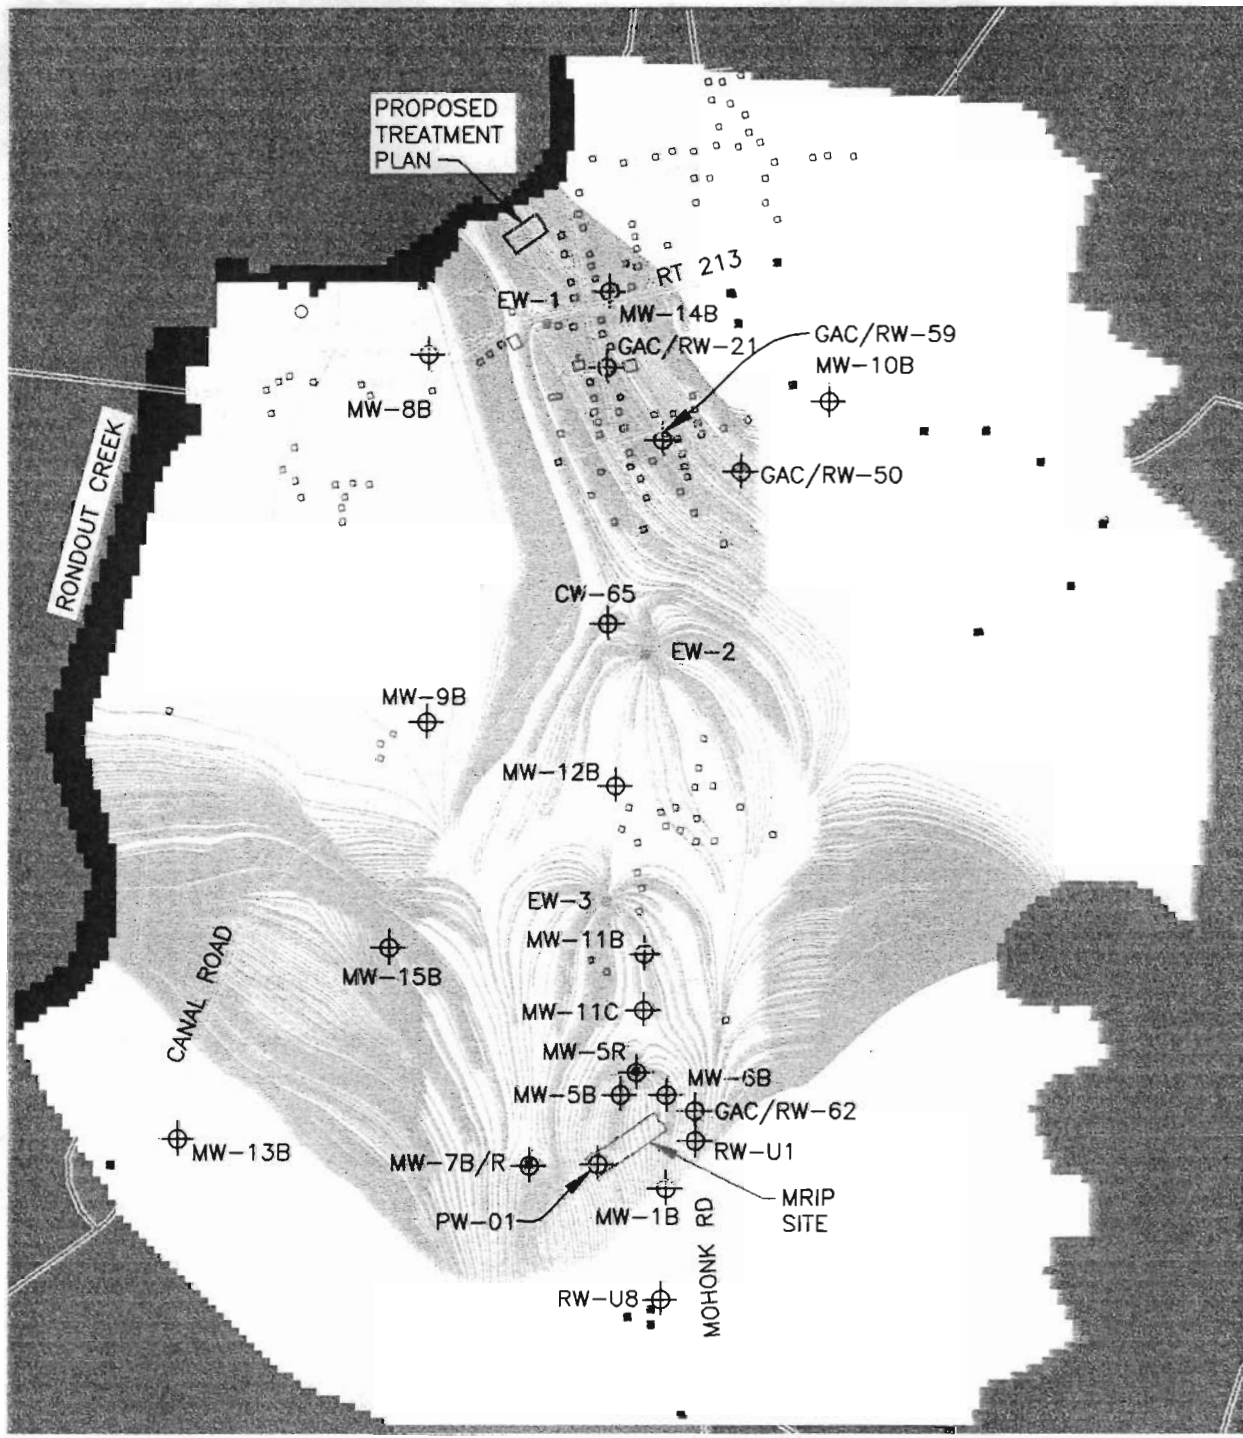 PROPOSED
TREATMENT
PLAN
RT 213
EW-1
MW-14B
GAC/RW-21
GAC/RW-59
MW-10B
MW-8B
GAC/RW-50
RONDOUT CREEK
CW-65
EW-2
MW-9B
MW-12B
EW-3
MW-11B
MW-15B
CANAL ROAD
MW-11C
MW-5R
MW-6B
MW-5B
GAC/RW-62
MW-13B
RW-U1
MW-7B/R
MRIP
SITE
PW-01
MW-1B
MOHONK RD
RW-U8